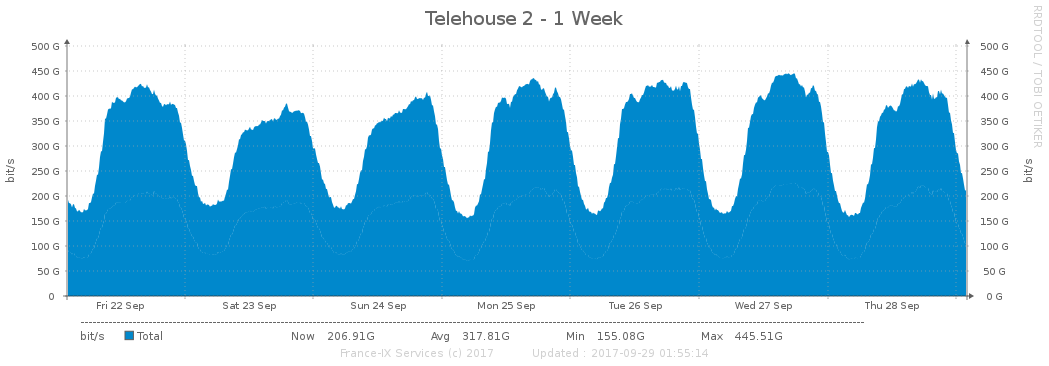 Telehouse 2 - 1 Week
RRDTOOL / TOBI OETIKER
500 G 500 G
450 G 450 G
400 G 400 G
350 G 350 G
300 G 300 G
250 G 250 G
200 G 200 G
150 G 150 G
100 G 100 G
50 G 50 G
0 0 G
bit/s bit/s
Fri 22 Sep Sat 23 Sep Sun 24 Sep Mon 25 Sep Tue 26 Sep Wed 27 Sep Thu 28 Sep
bit/s Total Now 206.91G Avg 317.81G Min 155.08G Max 445.51G
France-IX Services (c) 2017 Updated : 2017-09-29 01:55:14